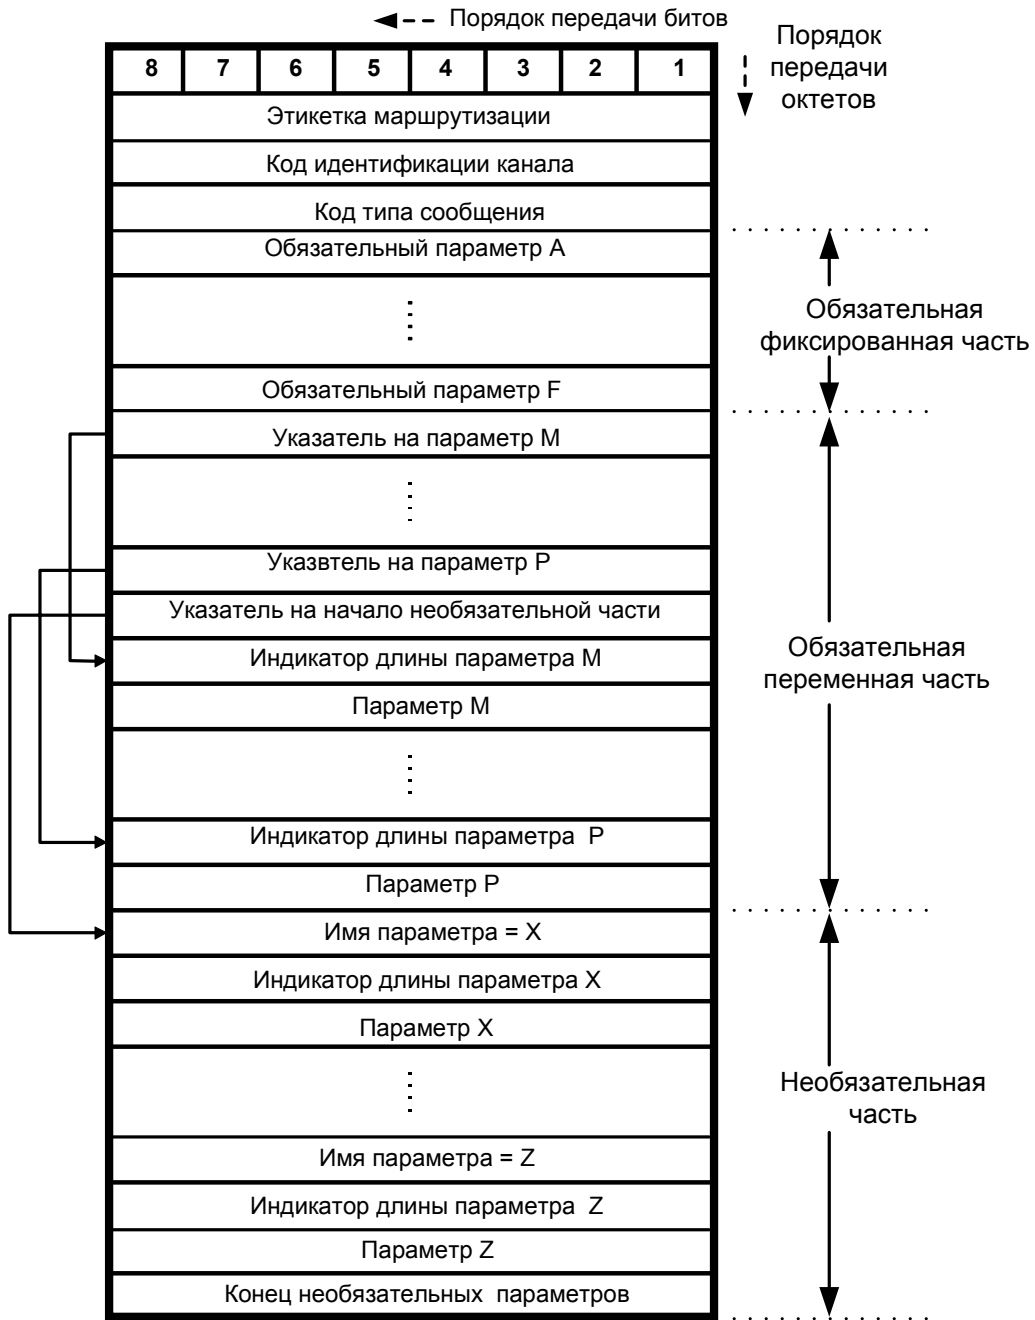 Порядок передачи битов
Порядок
передачи
октетов
8 7 6 5 4 3 2 1
Этикетка маршрутизации
Код идентификации канала
Код типа сообщения
Обязательный параметр A
Обязательная
фиксированная часть
Обязательный параметр F
Указатель на параметр M
Указвтель на параметр P
Указатель на начало необязательной части
Индикатор длины параметра M
Обязательная
переменная часть
Параметр M
Индикатор длины параметра P
Параметр P
Имя параметра = X
Индикатор длины параметра X
Параметр X
Необязательная
часть
Имя параметра = Z
Индикатор длины параметра Z
Параметр Z
Конец необязательных параметров